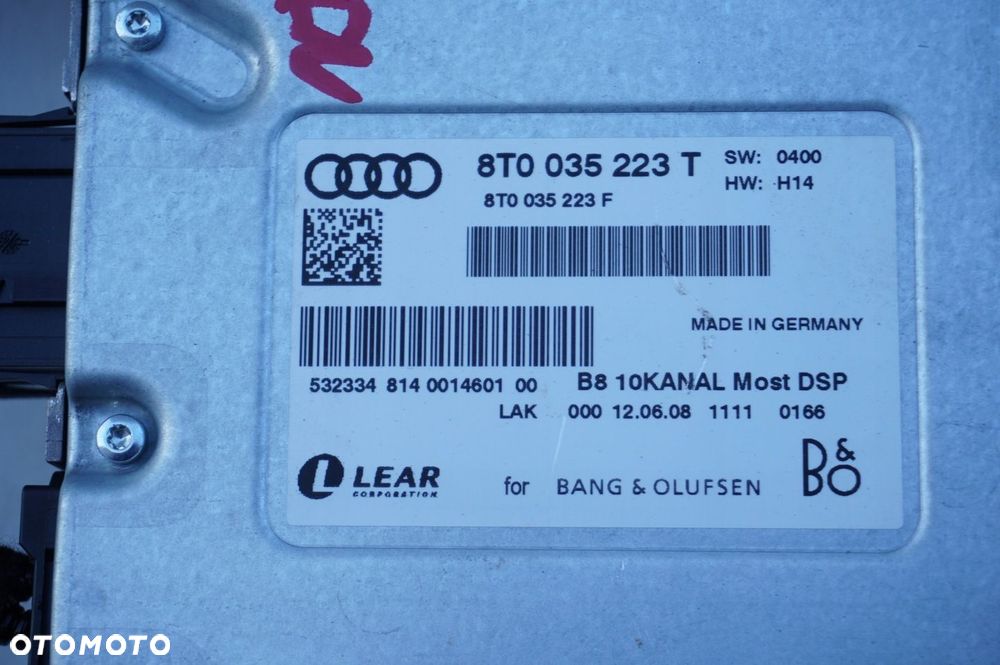 8T0 035 223 T
SW: 0400
HW: H14
8T0 035 223 F
MADE IN GERMANY
532334 814 0014601 00
B8 10KANAL Most DSP
LAK 000 12.06.08 1111 0166
LEAR
CORPORATION
for BANG & OLUFSEN
B&O
OTOMOTO